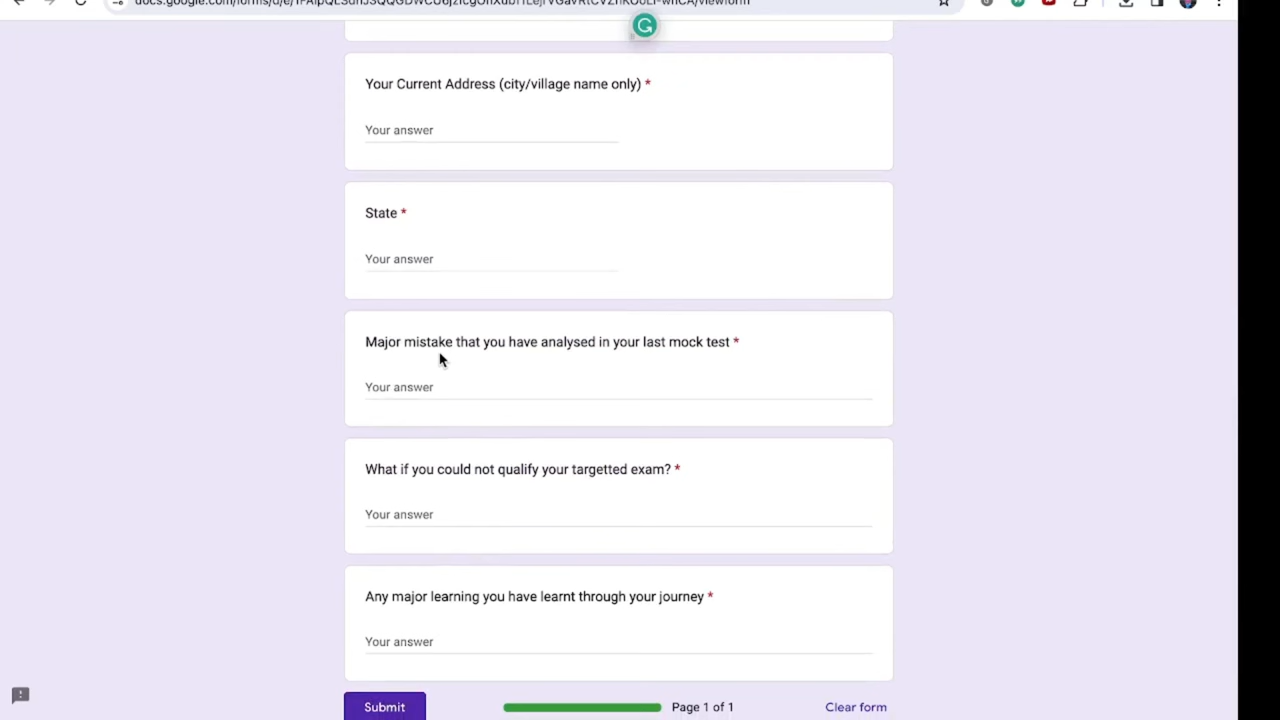 Your Current Address (city/village name only) *
Your answer
State *
Your answer
Major mistake that you have analysed in your last mock test *
Your answer
What if you could not qualify your targetted exam? *
Your answer
Any major learning you have learnt through your journey *
Your answer
Submit
Page 1 of 1
Clear form